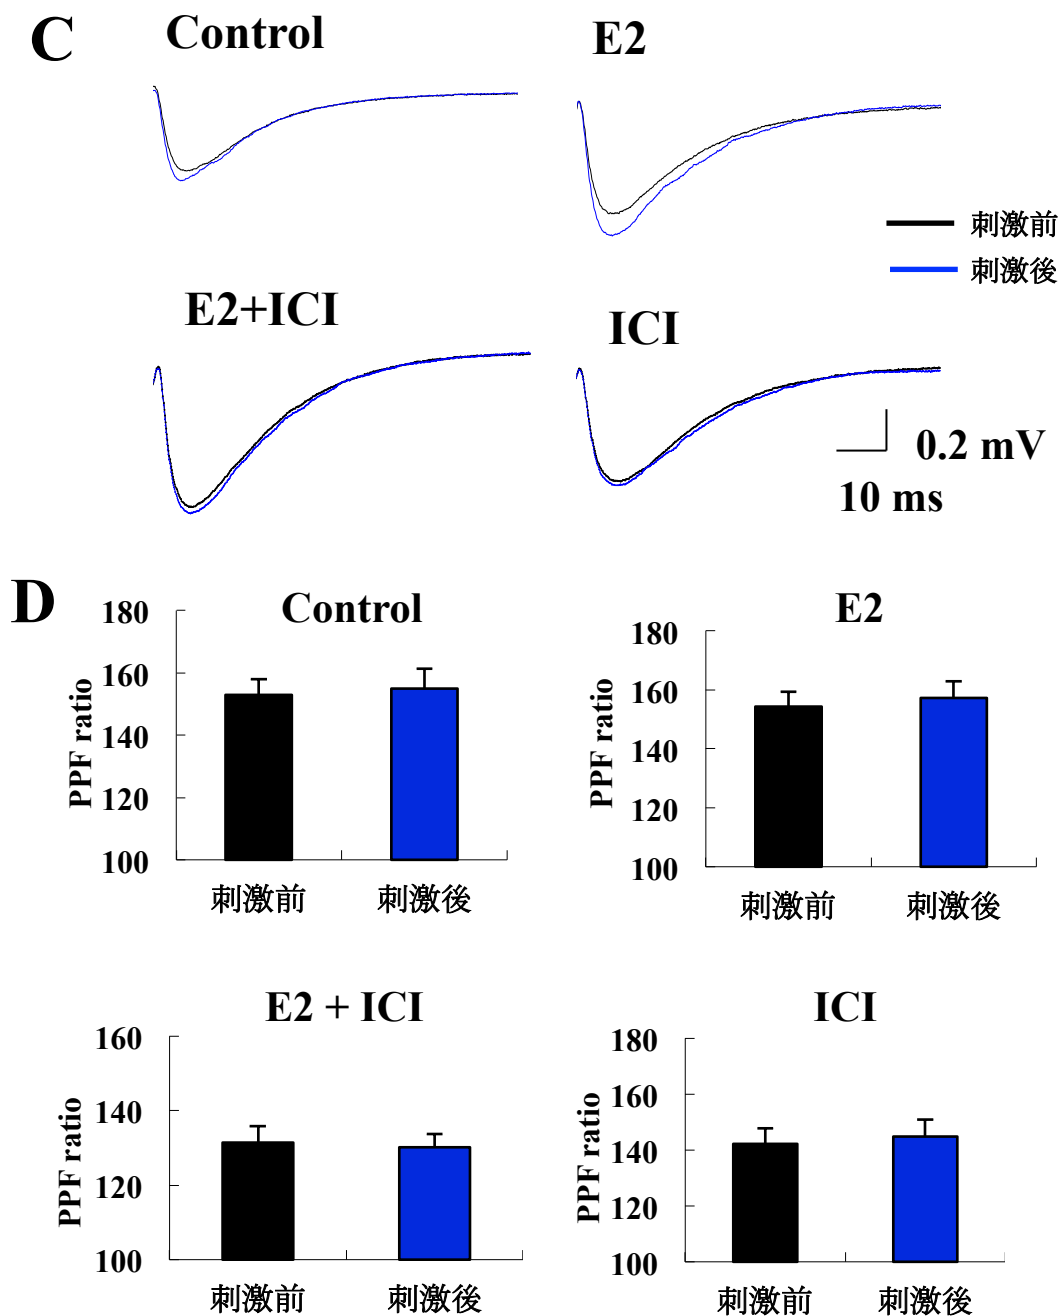 C
Control
E2
刺激前
刺激後
E2+ICI
ICI
0.2 mV
10 ms
D
Control
180
160
140
120
100
PPF ratio
刺激前
刺激後
E2
180
160
140
120
100
PPF ratio
刺激前
刺激後
E2 + ICI
160
140
120
100
PPF ratio
刺激前
刺激後
ICI
180
160
140
120
100
PPF ratio
刺激前
刺激後